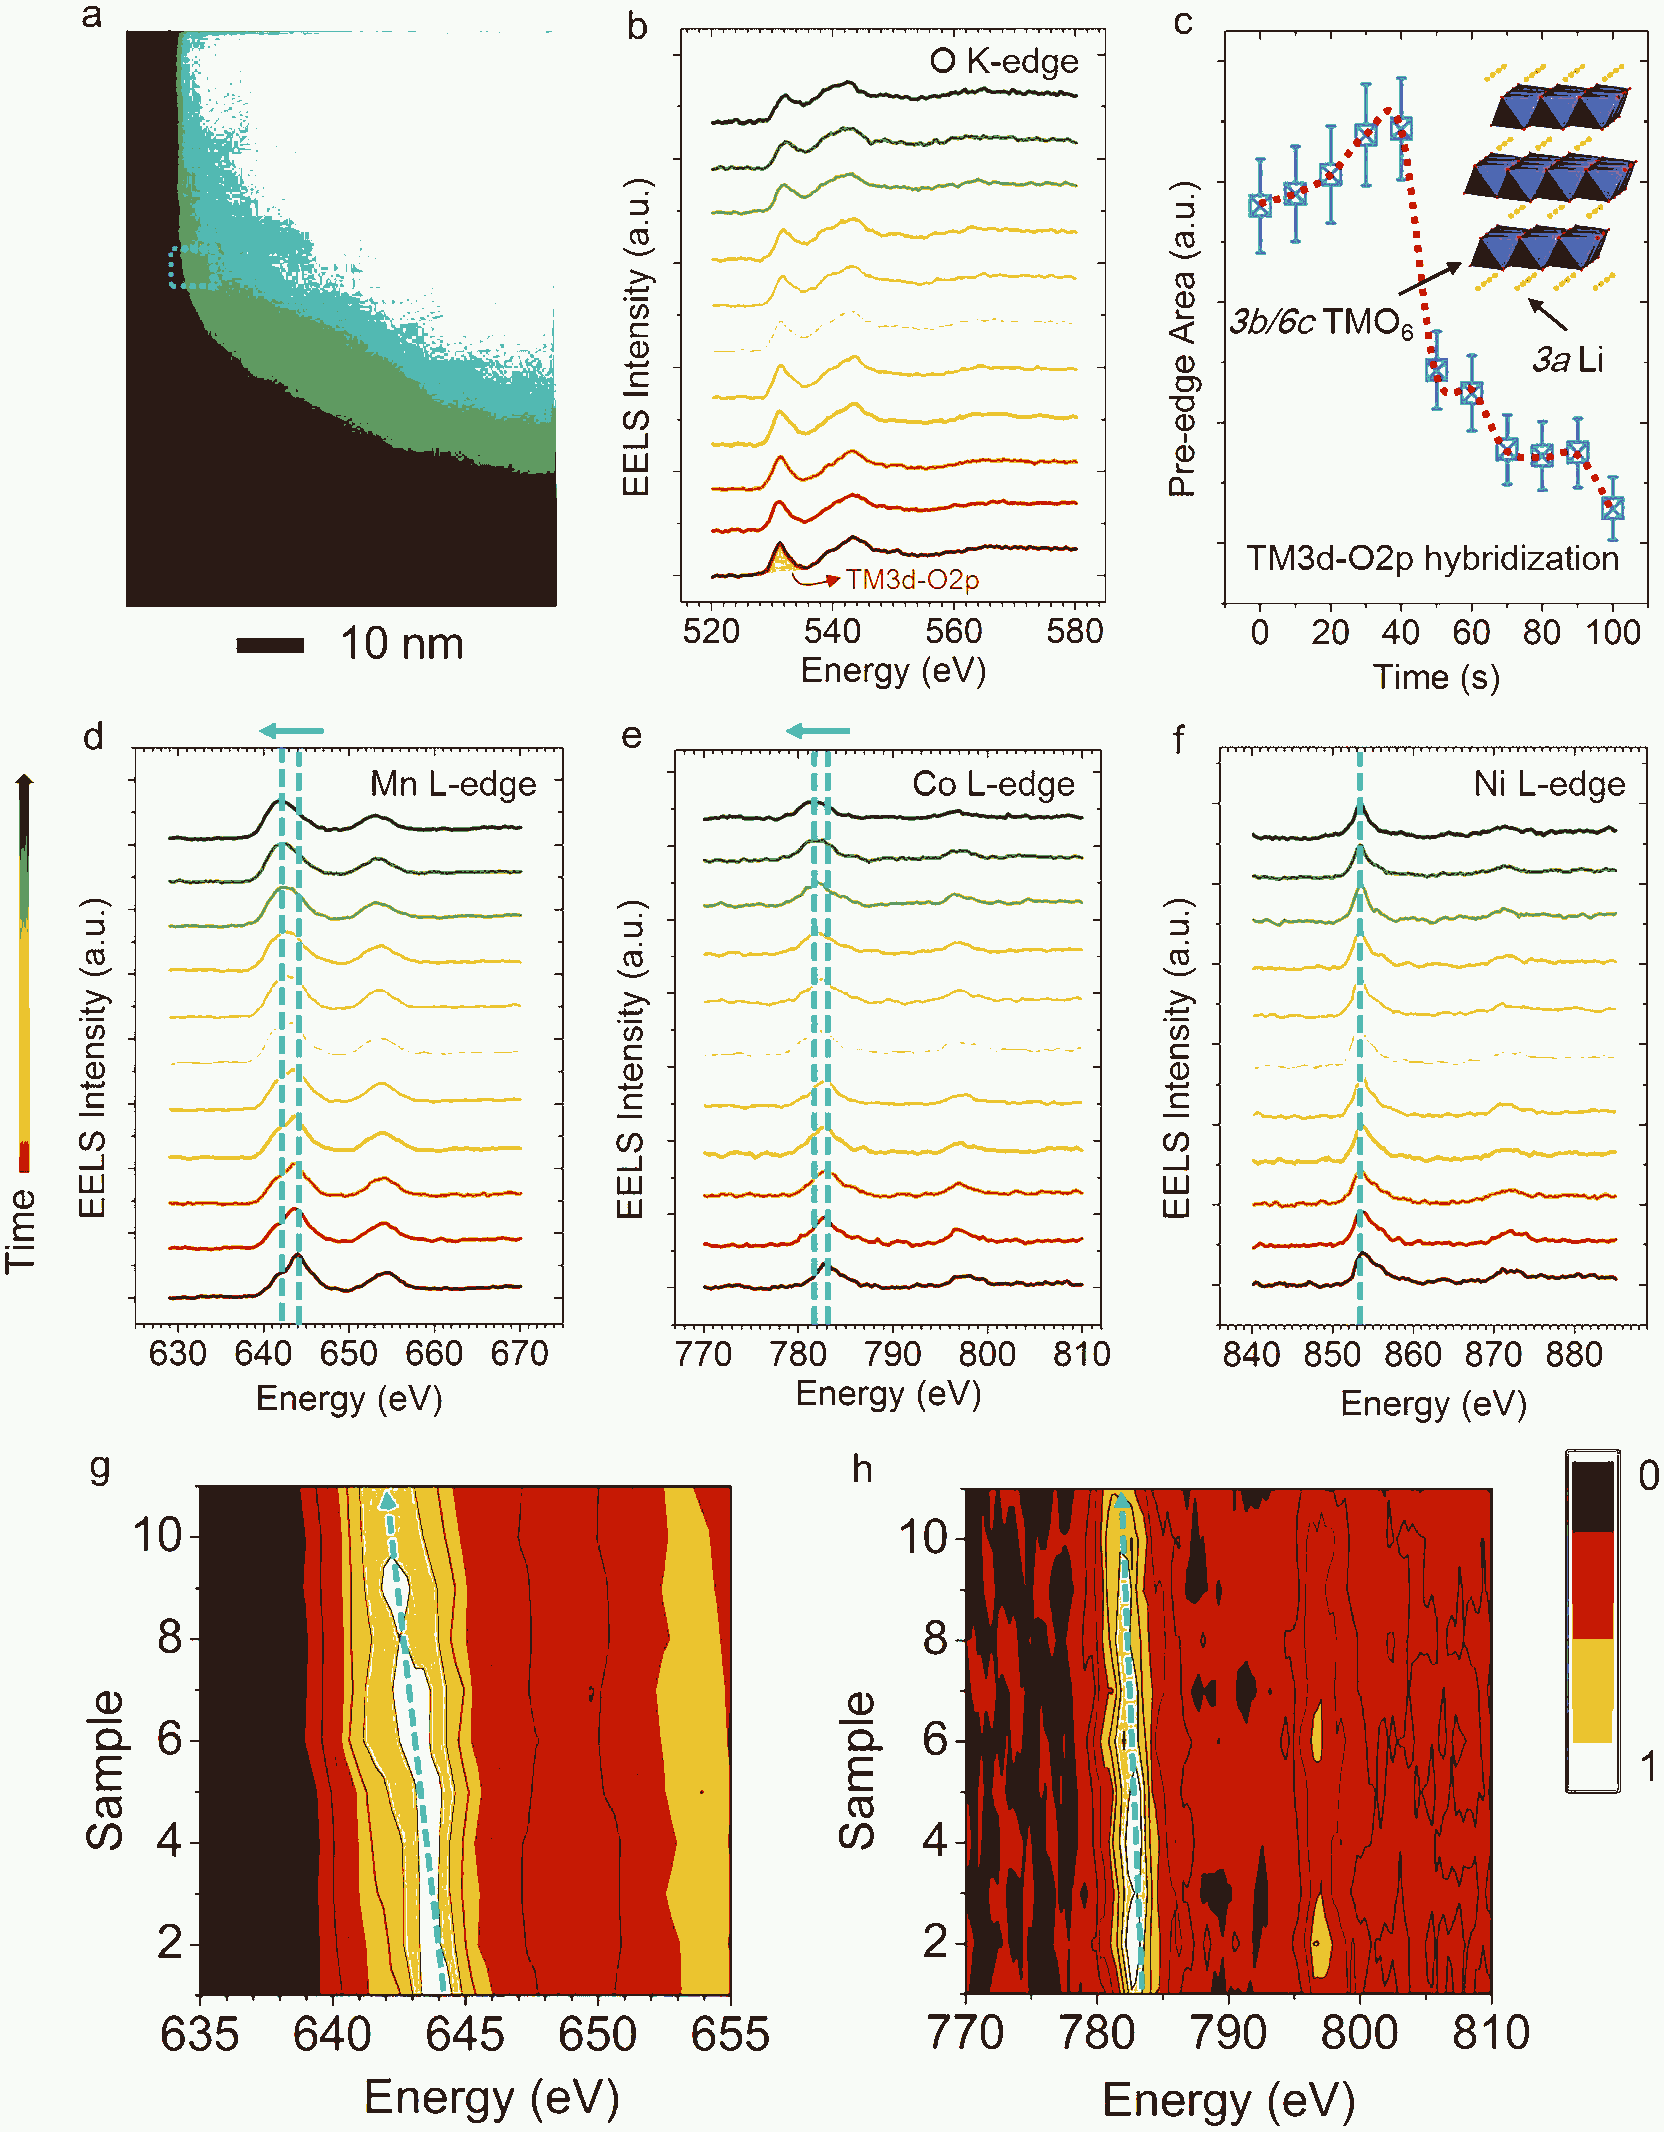 a
10 nm
b
O K-edge
EELS Intensity (a.u.)
TM3d-O2p
520 540 560 580
Energy (eV)
c
Pre-edge Area (a.u.)
3b/6c TMO₆
3a Li
TM3d-O2p hybridization
0 20 40 60 80 100
Time (s)
Time
d
Mn L-edge
EELS Intensity (a.u.)
630 640 650 660 670
Energy (eV)
e
Co L-edge
EELS Intensity (a.u.)
770 780 790 800 810
Energy (eV)
f
Ni L-edge
EELS Intensity (a.u.)
840 850 860 870 880
Energy (eV)
g
Sample
10
8
6
4
2
635 640 645 650 655
Energy (eV)
h
Sample
10
8
6
4
2
770 780 790 800 810
Energy (eV)
0
1